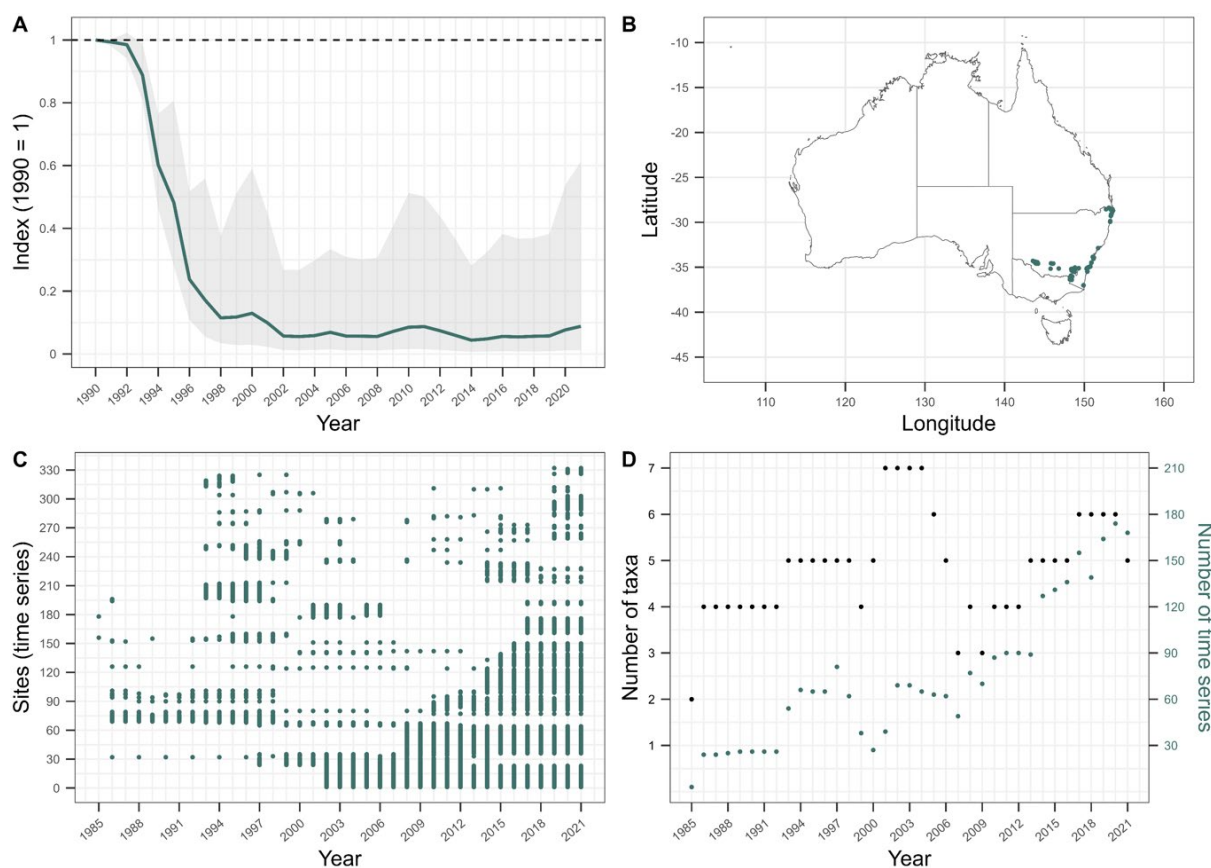 A
Index (1990 = 1)
1
0.8
0.6
0.4
0.2
0
1990 1992 1994 1996 1998 2000 2002 2004 2006 2008 2010 2012 2014 2016 2018 2020
Year
B
Latitude
-10
-15
-20
-25
-30
-35
-40
-45
110 120 130 140 150 160
Longitude
C
Sites (time series)
330
300
270
240
210
180
150
120
90
60
30
0
1985 1988 1991 1994 1997 2000 2003 2006 2009 2012 2015 2018 2021
Year
D
Number of taxa
7
6
5
4
3
2
1
210
180
150
120
90
60
30
Number of time series
1985 1988 1991 1994 1997 2000 2003 2006 2009 2012 2015 2018 2021
Year